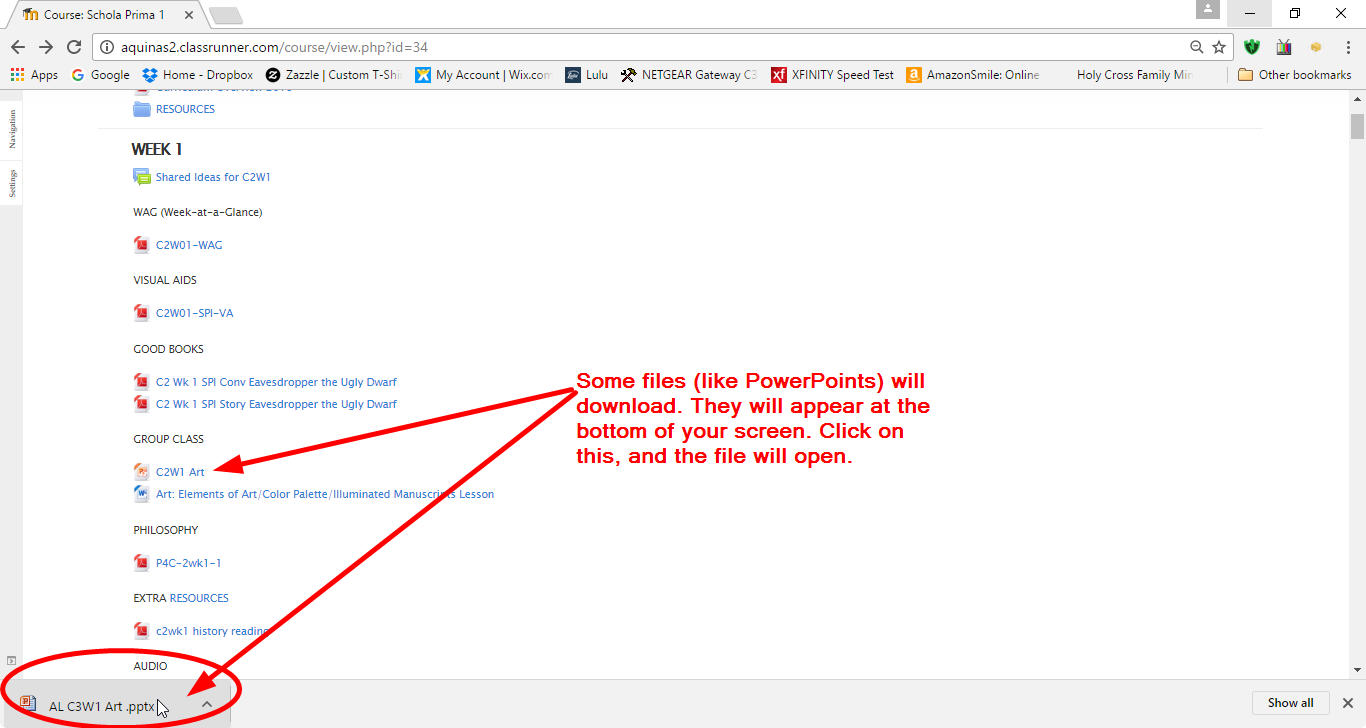 Course: Schola Prima 1
aquinas2.classrunner.com/course/view.php?id=34
Apps Google Home - Dropbox Zazzle | Custom T-Shi My Account | Wix.com Lulu NETGEAR Gateway C3 XFINITY Speed Test AmazonSmile: Online Holy Cross Family Min Other bookmarks
Navigation
Settings
RESOURCES
WEEK 1
Shared Ideas for C2W1
WAG (Week-at-a-Glance)
C2W01-WAG
VISUAL AIDS
C2W01-SPI-VA
GOOD BOOKS
C2 Wk 1 SPI Conv Eavesdropper the Ugly Dwarf
C2 Wk 1 SPI Story Eavesdropper the Ugly Dwarf
GROUP CLASS
C2W1 Art
Art: Elements of Art/Color Palette/Illuminated Manuscripts Lesson
PHILOSOPHY
P4C-2wk1-1
EXTRA RESOURCES
c2wk1 history reading
AUDIO
Some files (like PowerPoints) will
download. They will appear at the
bottom of your screen. Click on
this, and the file will open.
AL C3W1 Art .pptx
Show all